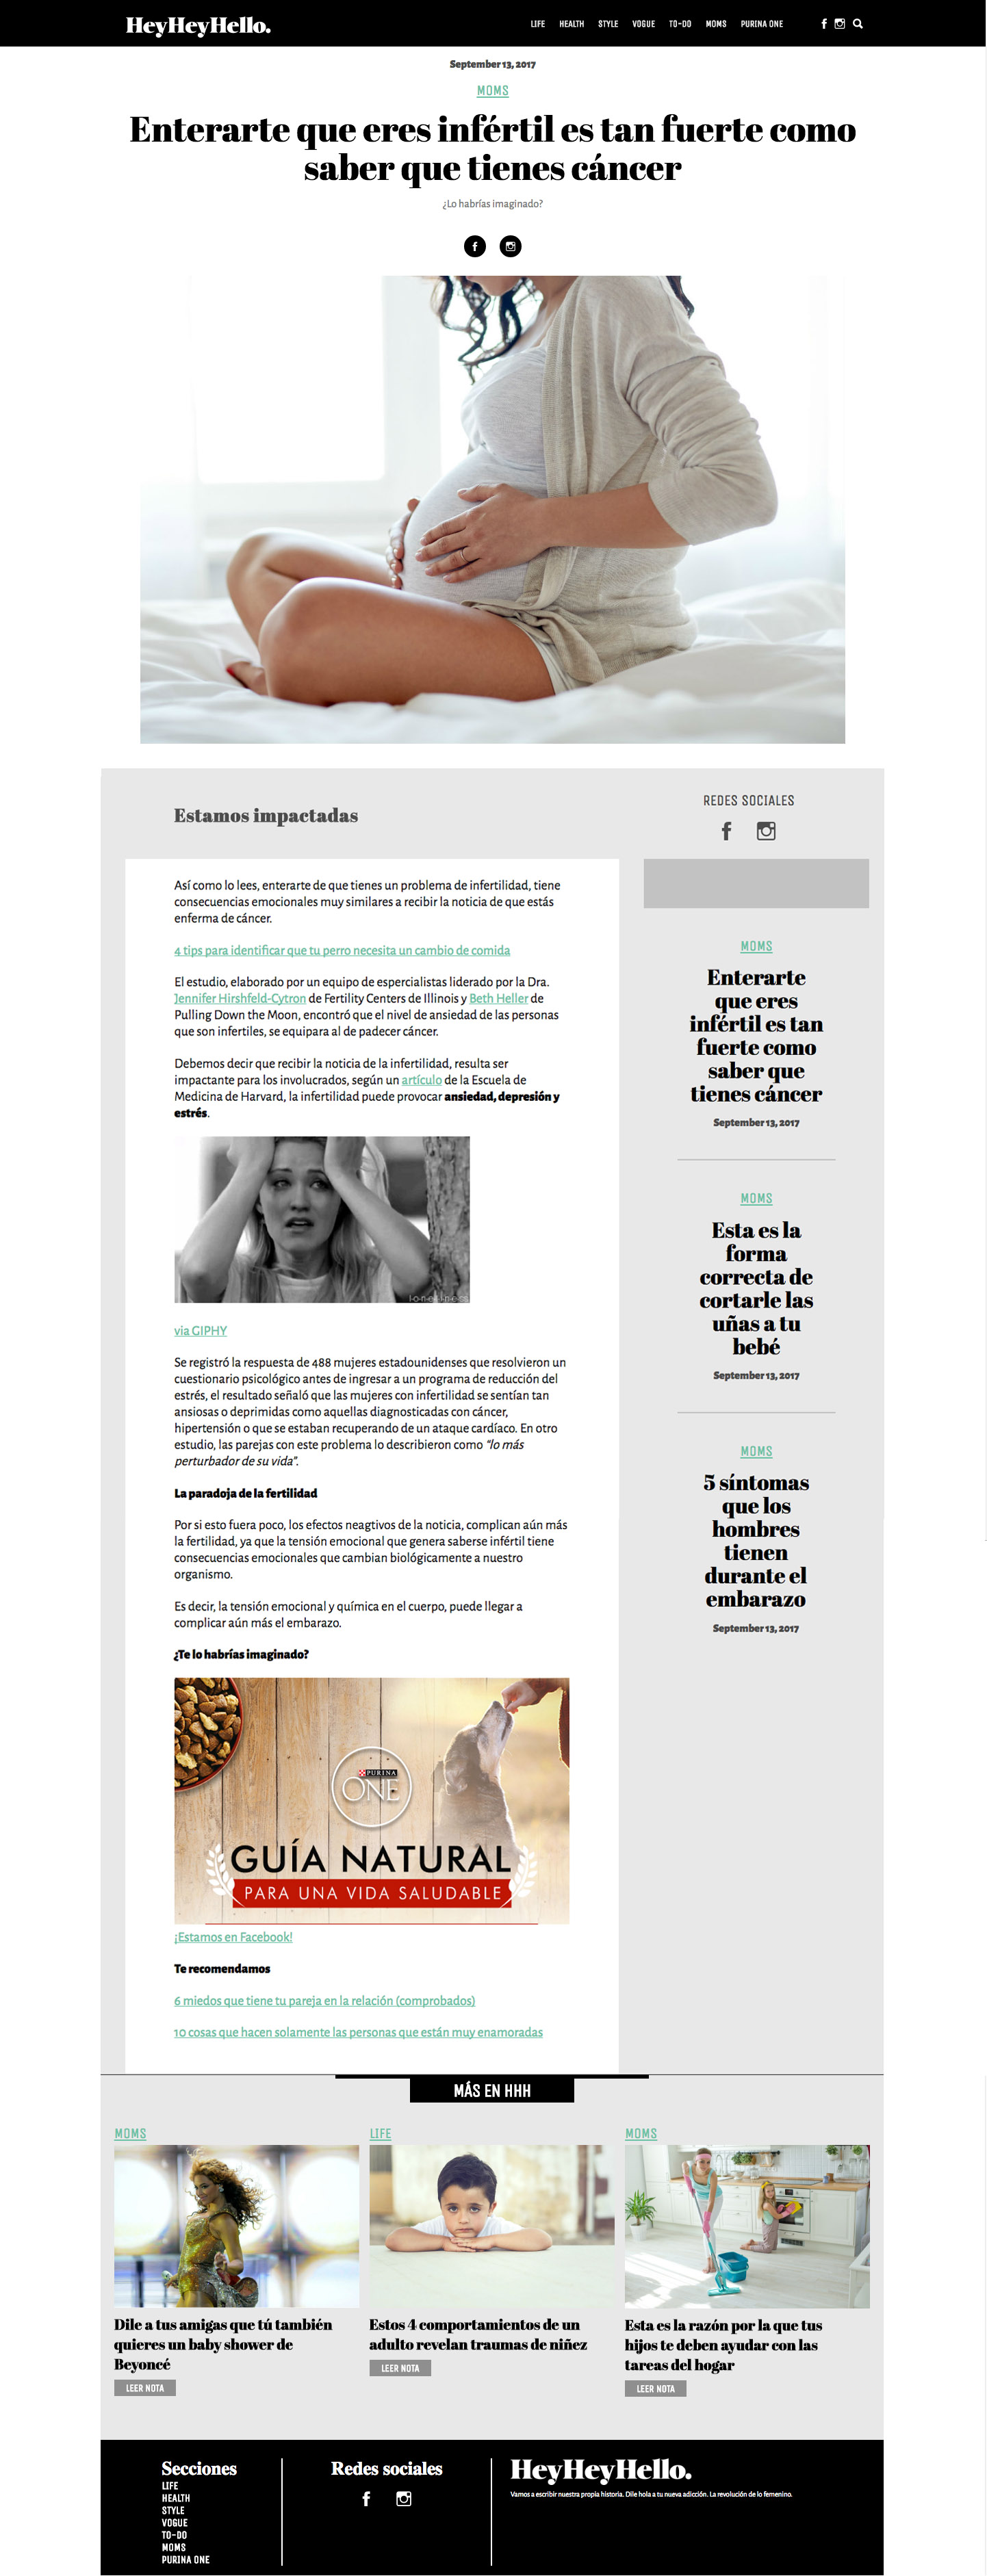 HeyHeyHello.
LIFE HEALTH STYLE VOGUE TO-DO MOMS PURINA ONE
September 13, 2017
MOMS
Enterarte que eres infértil es tan fuerte como
saber que tienes cáncer
¿Lo habrías imaginado?
Estamos impactadas
Así como lo lees, enterarte de que tienes un problema de infertilidad, tiene
consecuencias emocionales muy similares a recibir la noticia de que estás
enferma de cáncer.
4 tips para identificar que tu perro necesita un cambio de comida
El estudio, elaborado por un equipo de especialistas liderado por la Dra.
Jennifer Hirshfeld-Cytron de Fertility Centers de Illinois y Beth Heller de
Pulling Down the Moon, encontró que el nivel de ansiedad de las personas
que son infertiles, se equipara al de padecer cáncer.
Debemos decir que recibir la noticia de la infertilidad, resulta ser
impactante para los involucrados, según un artículo de la Escuela de
Medicina de Harvard, la infertilidad puede provocar ansiedad, depresión y
estrés.
l-o-n-e-l-i-n-e-s-s
via GIPHY
Se registró la respuesta de 488 mujeres estadounidenses que resolvieron un
cuestionario psicológico antes de ingresar a un programa de reducción del
estrés, el resultado señaló que las mujeres con infertilidad se sentían tan
ansiosas o deprimidas como aquellas diagnosticadas con cáncer,
hipertensión o que se estaban recuperando de un ataque cardíaco. En otro
estudio, las parejas con este problema lo describieron como “lo más
perturbador de su vida”.
La paradoja de la fertilidad
Por si esto fuera poco, los efectos neagtivos de la noticia, complican aún más
la fertilidad, ya que la tensión emocional que genera saberse infértil tiene
consecuencias emocionales que cambian biológicamente a nuestro
organismo.
Es decir, la tensión emocional y química en el cuerpo, puede llegar a
complicar aún más el embarazo.
¿Te lo habrías imaginado?
PURINA
ONE
GUÍA NATURAL
PARA UNA VIDA SALUDABLE
¡Estamos en Facebook!
Te recomendamos
6 miedos que tiene tu pareja en la relación (comprobados)
10 cosas que hacen solamente las personas que están muy enamoradas
REDES SOCIALES
MOMS
Enterarte
que eres
infértil es tan
fuerte como
saber que
tienes cáncer
September 13, 2017
MOMS
Esta es la
forma
correcta de
cortarle las
uñas a tu
bebé
September 13, 2017
MOMS
5 síntomas
que los
hombres
tienen
durante el
embarazo
September 13, 2017
MÁS EN HHH
MOMS
Dile a tus amigas que tú también
quieres un baby shower de
Beyoncé
LEER NOTA
LIFE
Estos 4 comportamientos de un
adulto revelan traumas de niñez
LEER NOTA
MOMS
Esta es la razón por la que tus
hijos te deben ayudar con las
tareas del hogar
LEER NOTA
Secciones
LIFE
HEALTH
STYLE
VOGUE
TO-DO
MOMS
PURINA ONE
Redes sociales
HeyHeyHello.
Vamos a escribir nuestra propia historia. Dile hola a tu nueva adicción. La revolución de lo femenino.